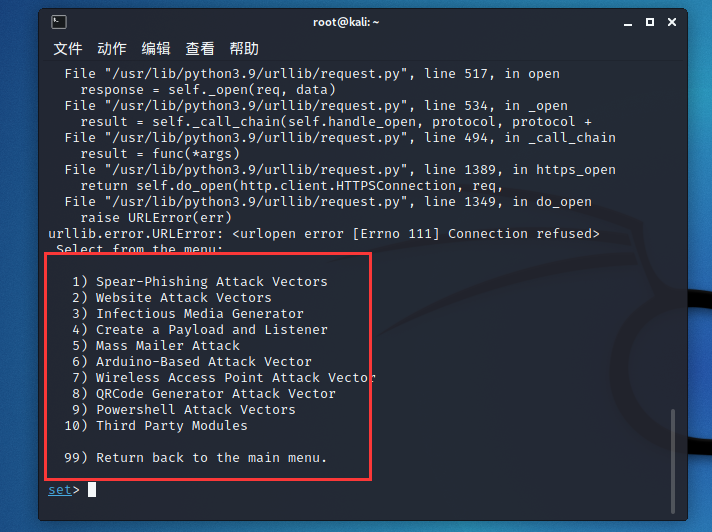 root@kali: ~
文件 动作 编辑 查看 帮助
File "/usr/lib/python3.9/urllib/request.py", line 517, in open
response = self._open(req, data)
File "/usr/lib/python3.9/urllib/request.py", line 534, in _open
result = self._call_chain(self.handle_open, protocol, protocol +
File "/usr/lib/python3.9/urllib/request.py", line 494, in _call_chain
result = func(*args)
File "/usr/lib/python3.9/urllib/request.py", line 1389, in https_open
return self.do_open(http.client.HTTPSConnection, req,
File "/usr/lib/python3.9/urllib/request.py", line 1349, in do_open
raise URLError(err)
urllib.error.URLError: <urlopen error [Errno 111] Connection refused>
Select from the menu:
1) Spear-Phishing Attack Vectors
2) Website Attack Vectors
3) Infectious Media Generator
4) Create a Payload and Listener
5) Mass Mailer Attack
6) Arduino-Based Attack Vector
7) Wireless Access Point Attack Vector
8) QRCode Generator Attack Vector
9) Powershell Attack Vectors
10) Third Party Modules
99) Return back to the main menu.
set>